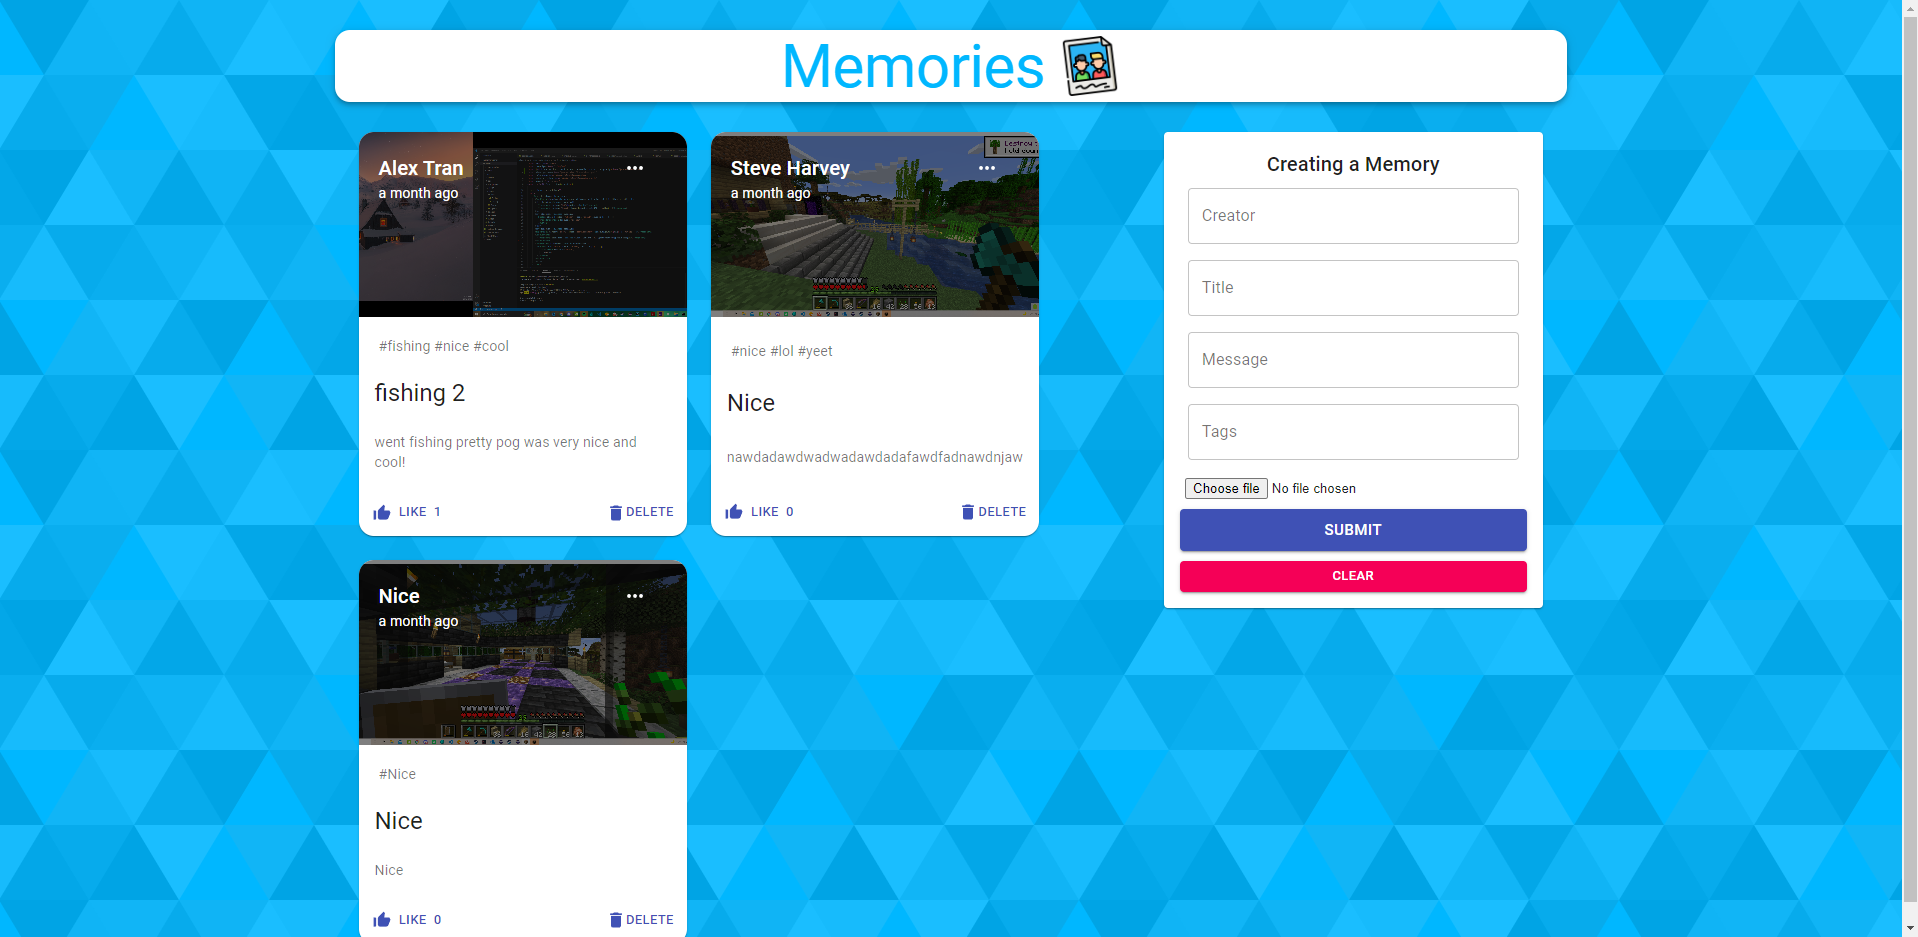 Memories
Alex Tran
a month ago
#fishing #nice #cool
fishing 2
went fishing pretty pog was very nice and
cool!
LIKE 1
DELETE
Steve Harvey
a month ago
#nice #lol #yeet
Nice
nawdadawdwadwadawdadafawdfadnawdnjaw
LIKE 0
DELETE
Nice
a month ago
#Nice
Nice
Nice
LIKE 0
DELETE
Creating a Memory
Creator
Title
Message
Tags
Choose file No file chosen
SUBMIT
CLEAR